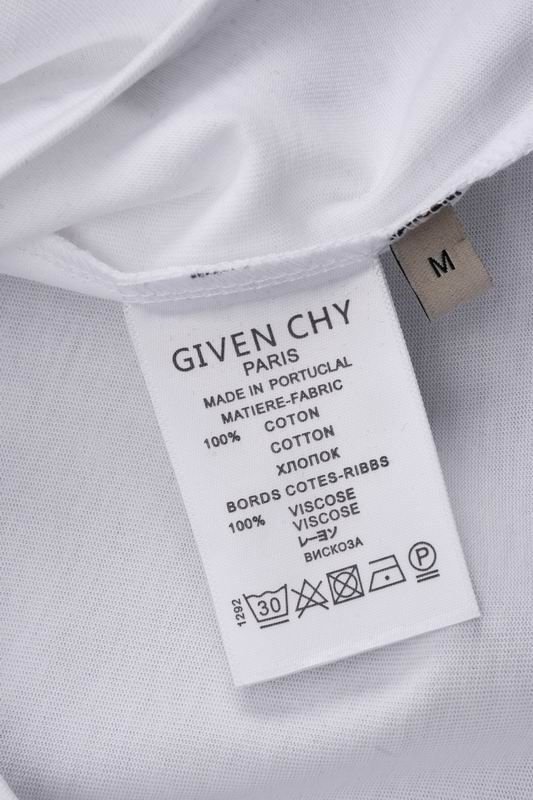 M
GIVEN CHY
PARIS
MADE IN PORTUCLAL
MATIERE-FABRIC
100% COTON
COTTON
ХЛОПОК
BORDS COTES-RIBBS
100% VISCOSE
VISCOSE
レーヨン
ВИСКОЗА
1292
30 P